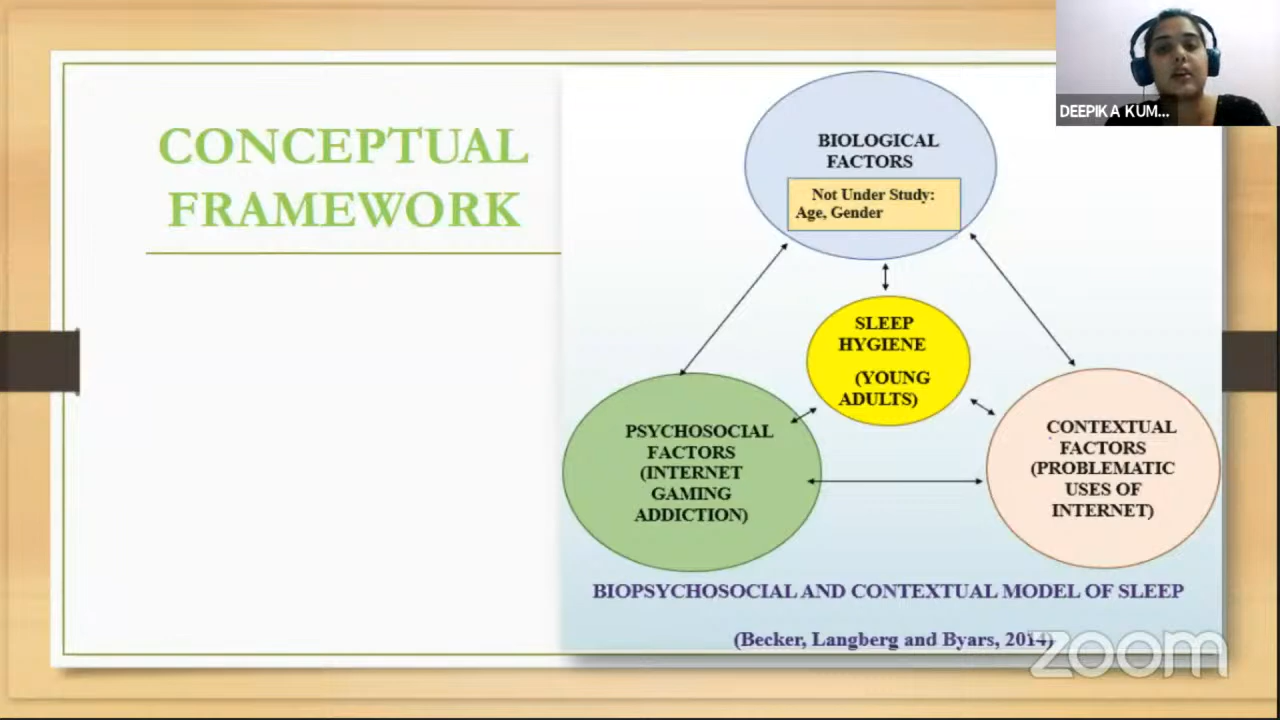 CONCEPTUAL
FRAMEWORK
BIOLOGICAL
FACTORS
Not Under Study:
Age, Gender
SLEEP
HYGIENE
(YOUNG
ADULTS)
PSYCHOSOCIAL
FACTORS
(INTERNET
GAMING
ADDICTION)
CONTEXTUAL
FACTORS
(PROBLEMATIC
USES OF
INTERNET)
BIOPSYCHOSOCIAL AND CONTEXTUAL MODEL OF SLEEP
(Becker, Langberg and Byars, 2014)
DEEPIKA KUM...
zoom